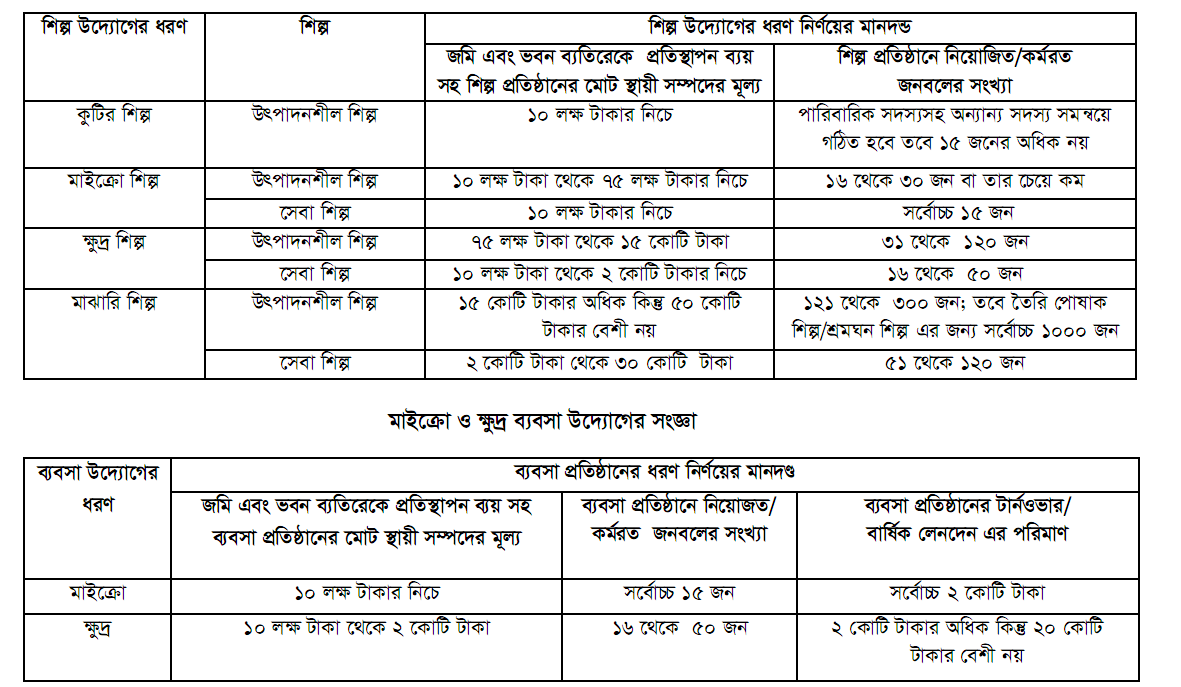 শিল্প উদ্যোগের ধরণ
শিল্প
শিল্প উদ্যোগের ধরণ নির্ণয়ের মানদন্ড
জমি এবং ভবন ব্যতিরেকে প্রতিস্থাপন ব্যয়
সহ শিল্প প্রতিষ্ঠানের মোট স্থায়ী সম্পদের মূল্য
শিল্প প্রতিষ্ঠানে নিয়োজিত/কর্মরত
জনবলের সংখ্যা
কুটির শিল্প
উৎপাদনশীল শিল্প
১০ লক্ষ টাকার নিচে
পারিবারিক সদস্যসহ অন্যান্য সদস্য সমন্বয়ে
গঠিত হবে তবে ১৫ জনের অধিক নয়
মাইক্রো শিল্প
উৎপাদনশীল শিল্প
১০ লক্ষ টাকা থেকে ৭৫ লক্ষ টাকার নিচে
১৬ থেকে ৩০ জন বা তার চেয়ে কম
সেবা শিল্প
১০ লক্ষ টাকার নিচে
সর্বোচ্চ ১৫ জন
ক্ষুদ্র শিল্প
উৎপাদনশীল শিল্প
৭৫ লক্ষ টাকা থেকে ১৫ কোটি টাকা
৩১ থেকে ১২০ জন
সেবা শিল্প
১০ লক্ষ টাকা থেকে ২ কোটি টাকার নিচে
১৬ থেকে ৫০ জন
মাঝারি শিল্প
উৎপাদনশীল শিল্প
১৫ কোটি টাকার অধিক কিন্তু ৫০ কোটি
টাকার বেশী নয়
১২১ থেকে ৩০০ জন; তবে তৈরি পোষাক
শিল্প/শ্রমঘন শিল্প এর জন্য সর্বোচ্চ ১০০০ জন
সেবা শিল্প
২ কোটি টাকা থেকে ৩০ কোটি টাকা
৫১ থেকে ১২০ জন
মাইক্রো ও ক্ষুদ্র ব্যবসা উদ্যোগের সংজ্ঞা
ব্যবসা উদ্যোগের
ধরণ
ব্যবসা প্রতিষ্ঠানের ধরণ নির্ণয়ের মানদণ্ড
জমি এবং ভবন ব্যতিরেকে প্রতিস্থাপন ব্যয় সহ
ব্যবসা প্রতিষ্ঠানের মোট স্থায়ী সম্পদের মূল্য
ব্যবসা প্রতিষ্ঠানে নিয়োজত/
কর্মরত জনবলের সংখ্যা
ব্যবসা প্রতিষ্ঠানের টার্নওভার/
বার্ষিক লেনদেন এর পরিমাণ
মাইক্রো
১০ লক্ষ টাকার নিচে
সর্বোচ্চ ১৫ জন
সর্বোচ্চ ২ কোটি টাকা
ক্ষুদ্র
১০ লক্ষ টাকা থেকে ২ কোটি টাকা
১৬ থেকে ৫০ জন
২ কোটি টাকার অধিক কিন্তু ২০ কোটি
টাকার বেশী নয়